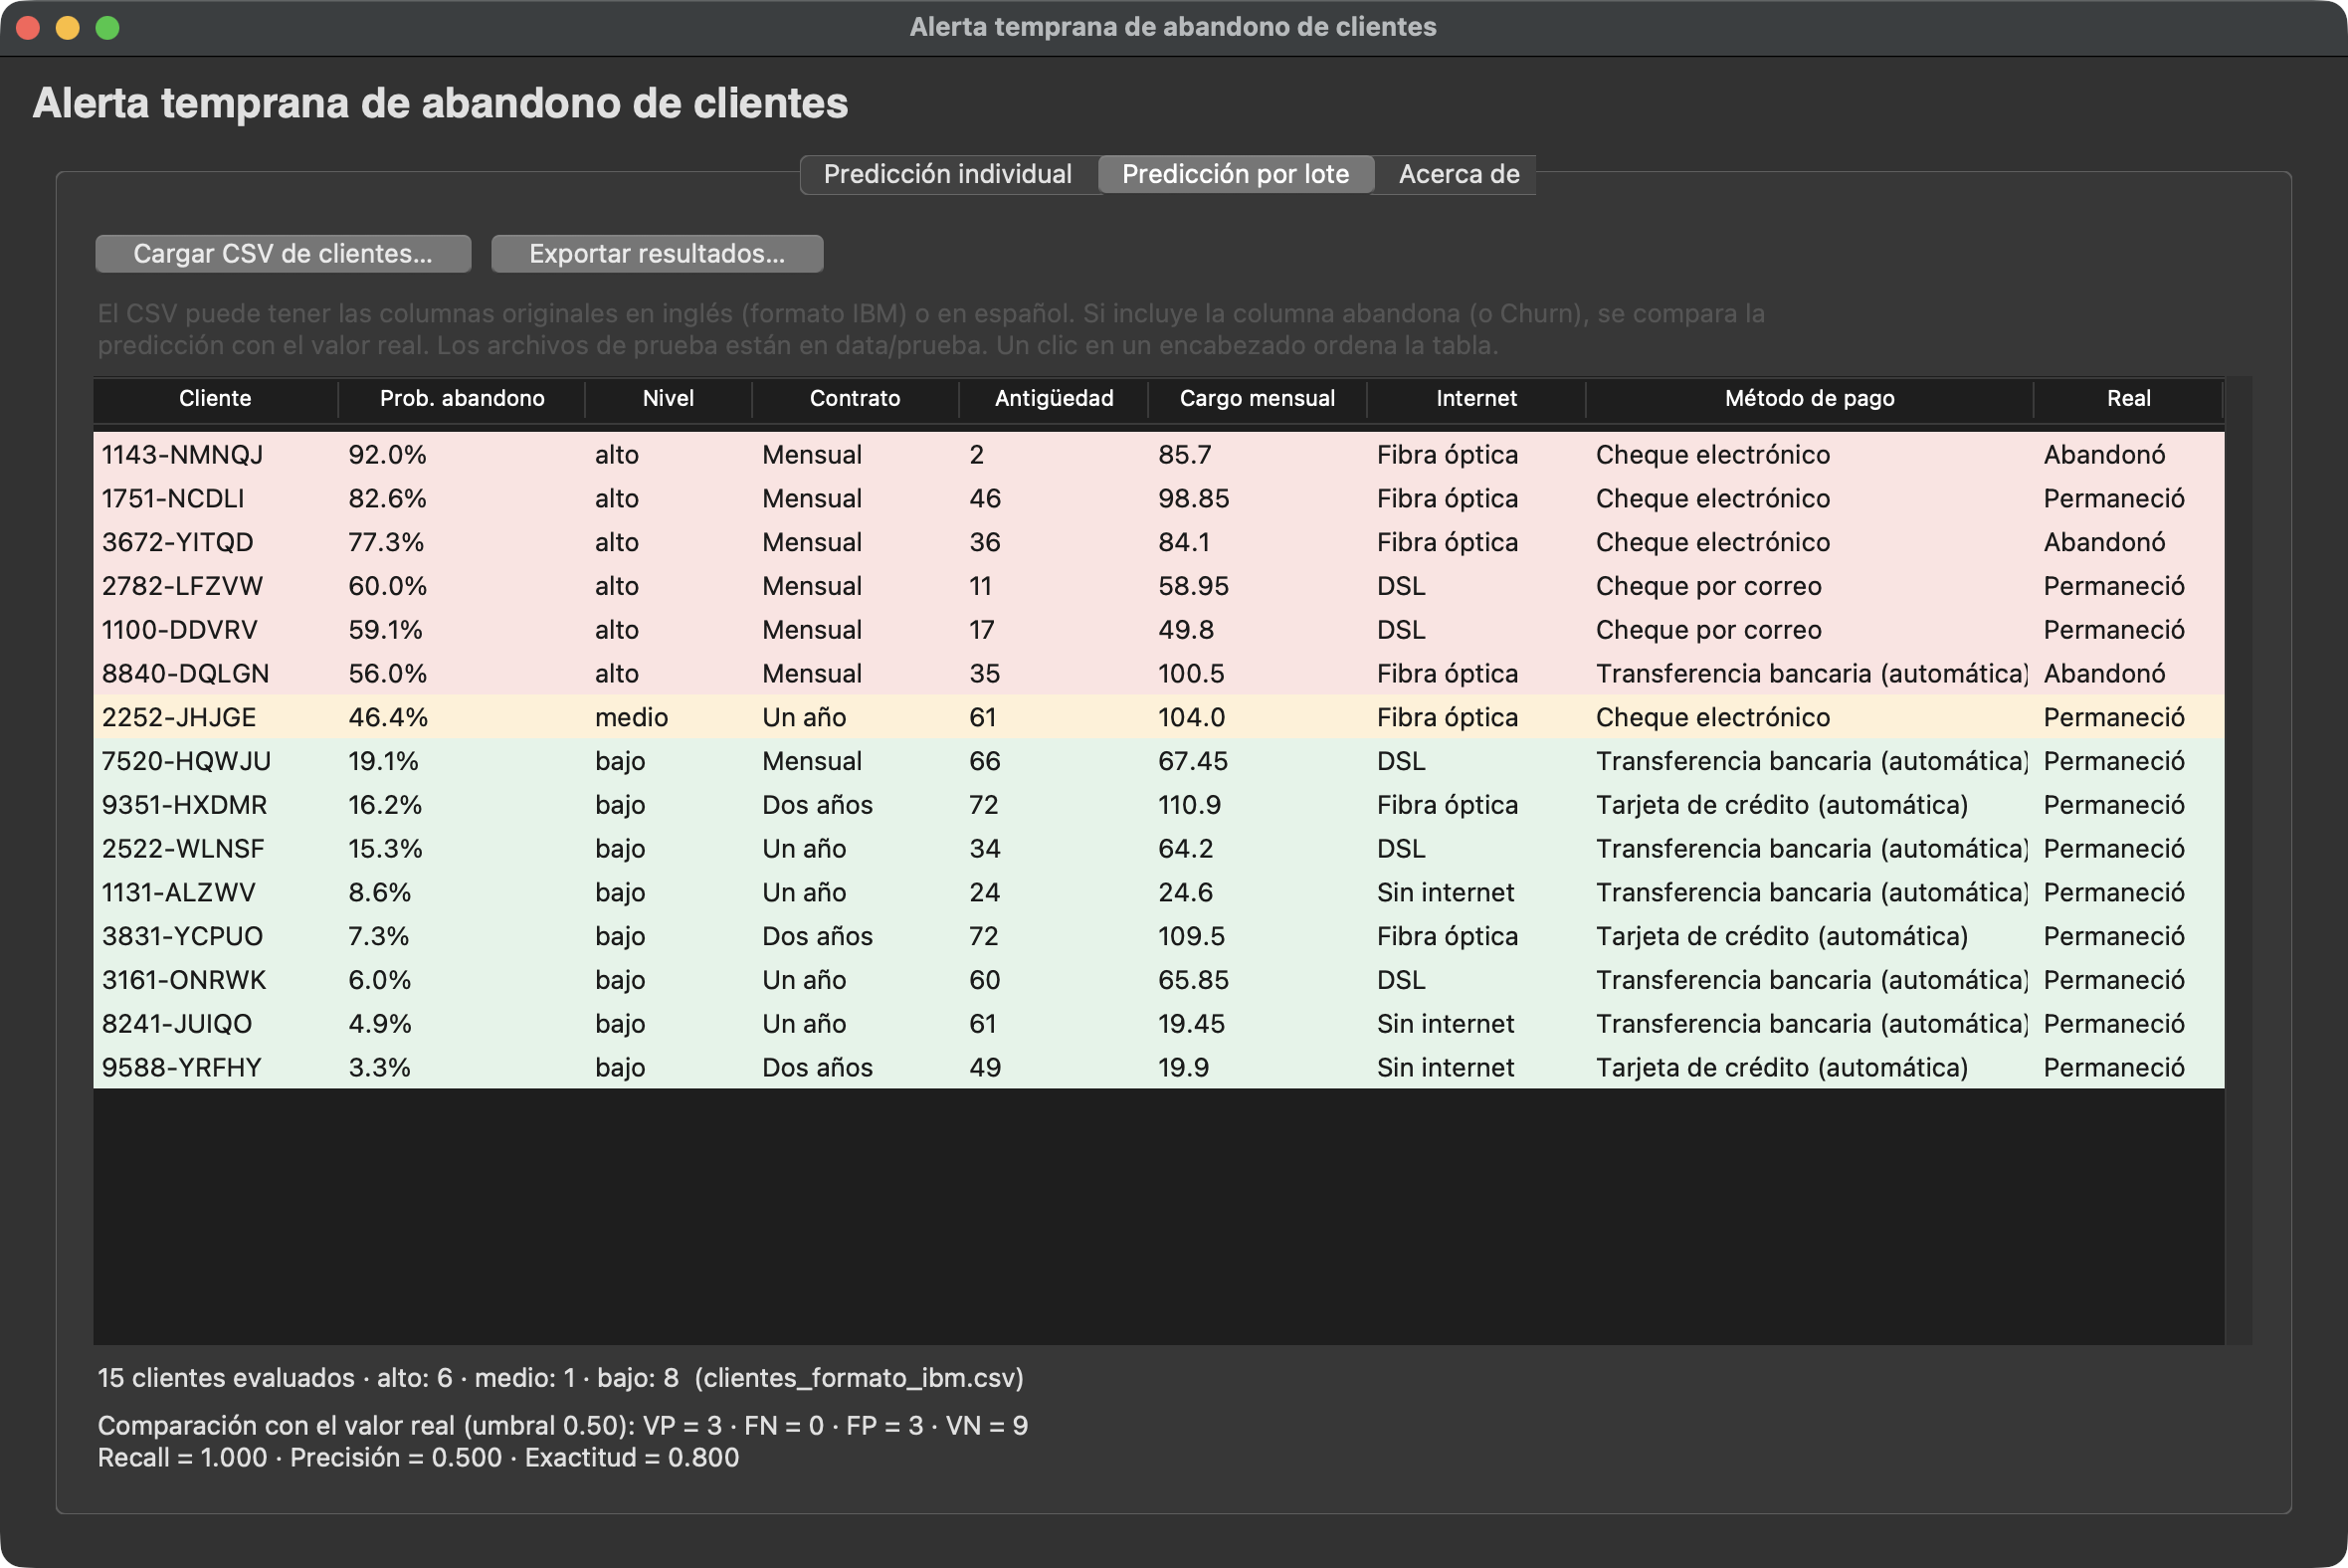 Alerta temprana de abandono de clientes
Alerta temprana de abandono de clientes
Predicción individual Predicción por lote Acerca de
Cargar CSV de clientes... Exportar resultados...
El CSV puede tener las columnas originales en inglés (formato IBM) o en español. Si incluye la columna abandona (o Churn), se compara la
predicción con el valor real. Los archivos de prueba están en data/prueba. Un clic en un encabezado ordena la tabla.
Cliente Prob. abandono Nivel Contrato Antigüedad Cargo mensual Internet Método de pago Real
1143-NMNQJ 92.0% alto Mensual 2 85.7 Fibra óptica Cheque electrónico Abandonó
1751-NCDLI 82.6% alto Mensual 46 98.85 Fibra óptica Cheque electrónico Permaneció
3672-YITQD 77.3% alto Mensual 36 84.1 Fibra óptica Cheque electrónico Abandonó
2782-LFZVW 60.0% alto Mensual 11 58.95 DSL Cheque por correo Permaneció
1100-DDVRV 59.1% alto Mensual 17 49.8 DSL Cheque por correo Permaneció
8840-DQLGN 56.0% alto Mensual 35 100.5 Fibra óptica Transferencia bancaria (automática) Abandonó
2252-JHJGE 46.4% medio Un año 61 104.0 Fibra óptica Cheque electrónico Permaneció
7520-HQWJU 19.1% bajo Mensual 66 67.45 DSL Transferencia bancaria (automática) Permaneció
9351-HXDMR 16.2% bajo Dos años 72 110.9 Fibra óptica Tarjeta de crédito (automática) Permaneció
2522-WLNSF 15.3% bajo Un año 34 64.2 DSL Transferencia bancaria (automática) Permaneció
1131-ALZWV 8.6% bajo Un año 24 24.6 Sin internet Transferencia bancaria (automática) Permaneció
3831-YCPUO 7.3% bajo Dos años 72 109.5 Fibra óptica Tarjeta de crédito (automática) Permaneció
3161-ONRWK 6.0% bajo Un año 60 65.85 DSL Transferencia bancaria (automática) Permaneció
8241-JUIQO 4.9% bajo Un año 61 19.45 Sin internet Transferencia bancaria (automática) Permaneció
9588-YRFHY 3.3% bajo Dos años 49 19.9 Sin internet Tarjeta de crédito (automática) Permaneció
15 clientes evaluados · alto: 6 · medio: 1 · bajo: 8 (clientes_formato_ibm.csv)
Comparación con el valor real (umbral 0.50): VP = 3 · FN = 0 · FP = 3 · VN = 9
Recall = 1.000 · Precisión = 0.500 · Exactitud = 0.800